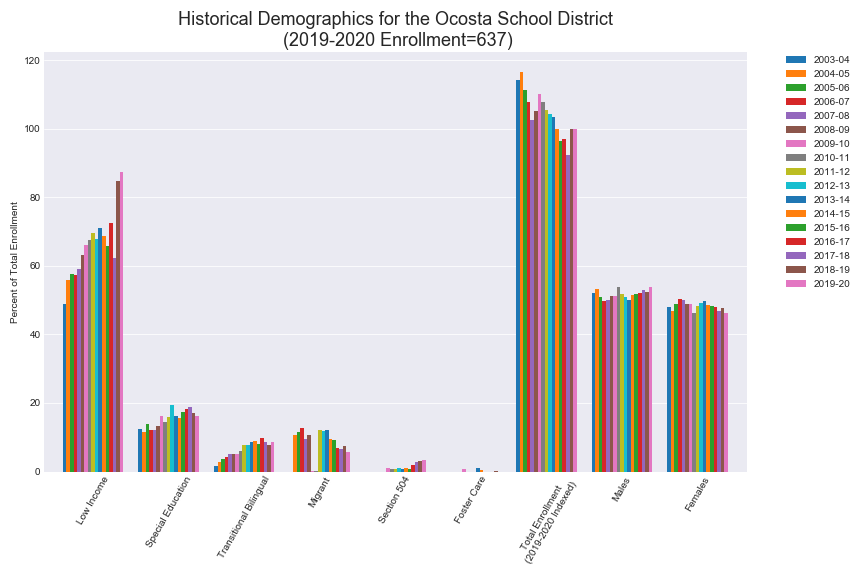 Historical Demographics for the Ocosta School District
(2019-2020 Enrollment=637)
120
100
80
60
40
20
0
Percent of Total Enrollment
Low Income
Special Education
Transitional Bilingual
Migrant
Section 504
Foster Care
Total Enrollment
(2019-2020 Indexed)
Males
Females
2003-04
2004-05
2005-06
2006-07
2007-08
2008-09
2009-10
2010-11
2011-12
2012-13
2013-14
2014-15
2015-16
2016-17
2017-18
2018-19
2019-20